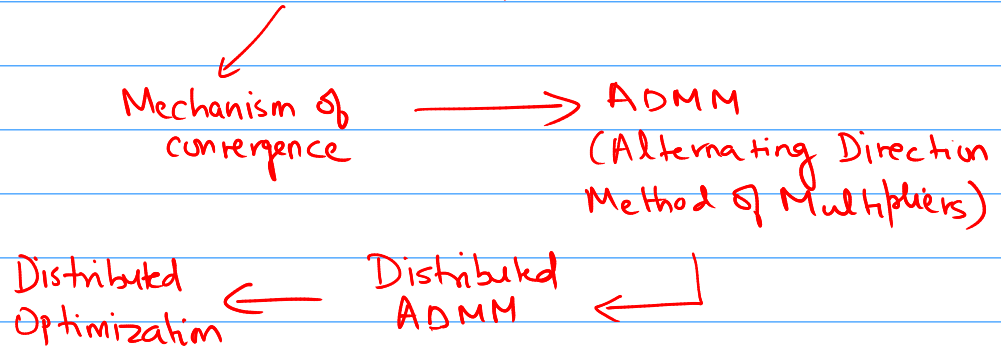 Mechanism of
convergence
ADMM
(Alternating Direction
Method of Multipliers)
Distributed
Optimization
Distributed
ADMM